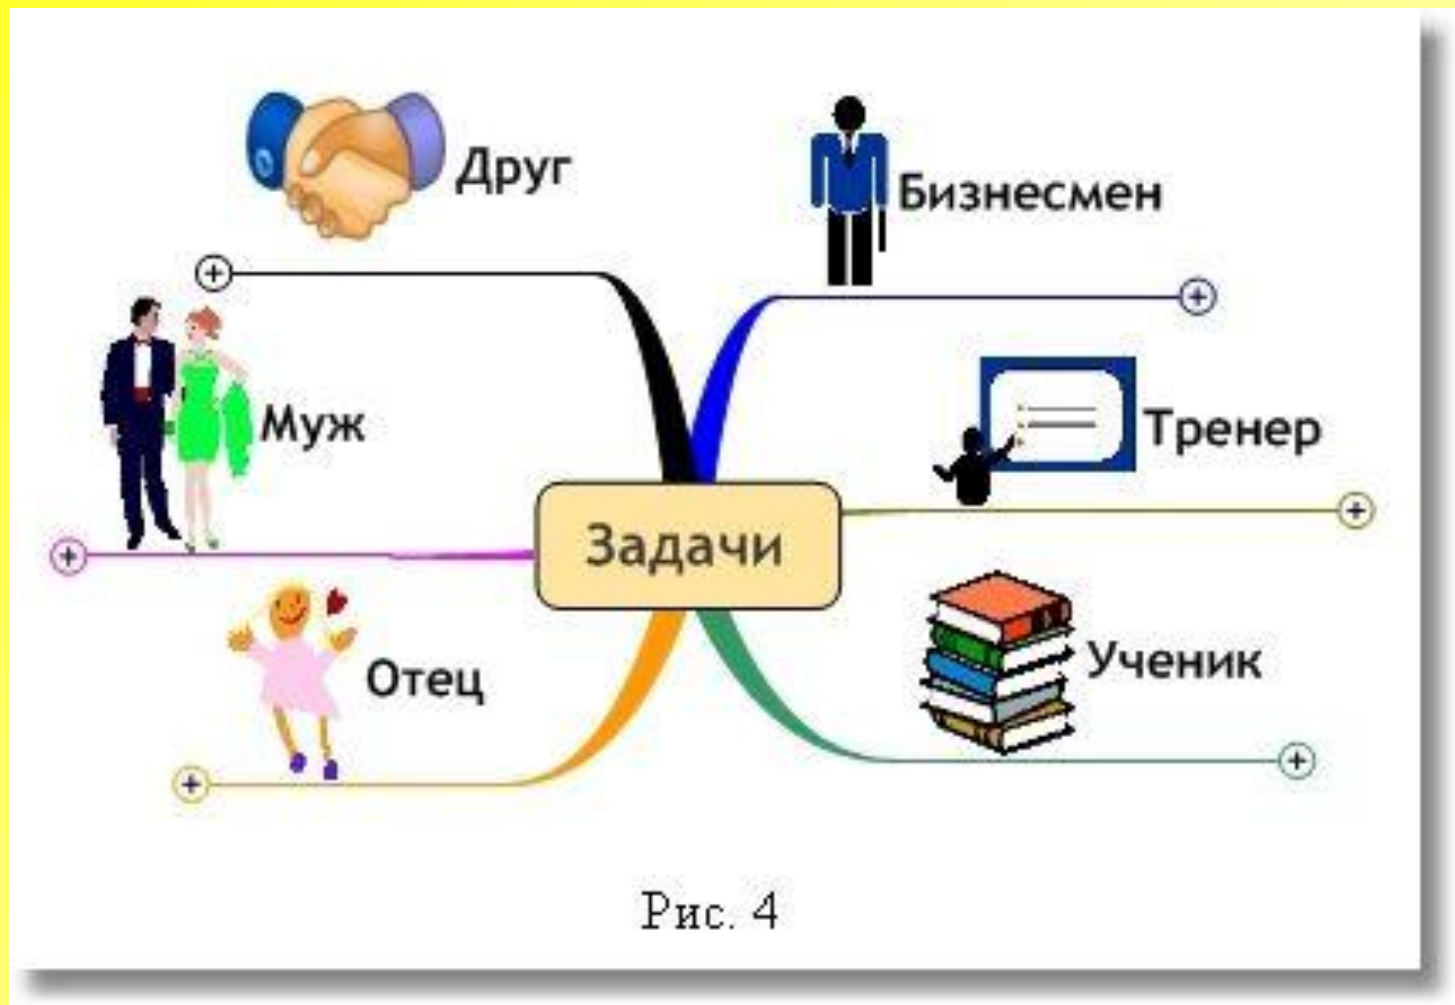 Друг
Бизнесмен
Муж
Тренер
Задачи
Отец
Ученик
Рис. 4